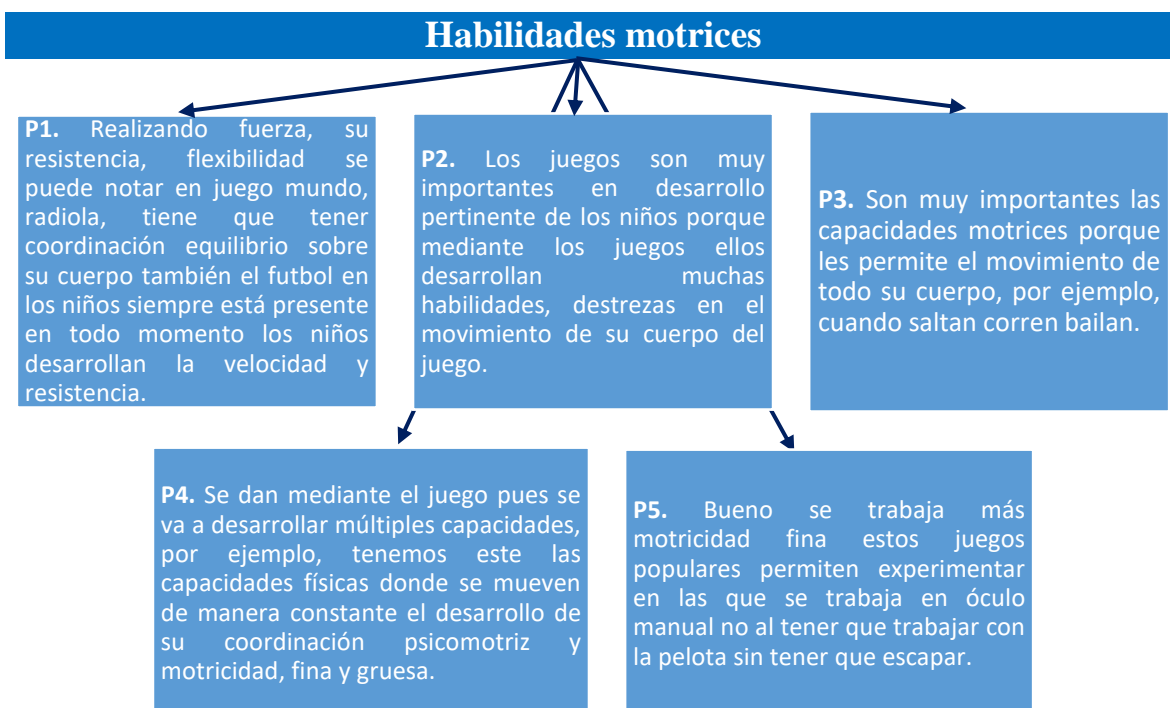 Habilidades motrices
P1. Realizando fuerza, su
resistencia, flexibilidad se
puede notar en juego mundo,
radiola, tiene que tener
coordinación equilibrio sobre
su cuerpo también el futbol en
los niños siempre está presente
en todo momento los niños
desarrollan la velocidad y
resistencia.
P2. Los juegos son muy
importantes en desarrollo
pertinente de los niños porque
mediante los juegos ellos
desarrollan muchas
habilidades, destrezas en el
movimiento de su cuerpo del
juego.
P3. Son muy importantes las
capacidades motrices porque
les permite el movimiento de
todo su cuerpo, por ejemplo,
cuando saltan corren bailan.
P4. Se dan mediante el juego pues se
va a desarrollar múltiples capacidades,
por ejemplo, tenemos este las
capacidades físicas donde se mueven
de manera constante el desarrollo de
su coordinación psicomotriz y
motricidad, fina y gruesa.
P5. Bueno se trabaja más
motricidad fina estos juegos
populares permiten experimentar
en las que se trabaja en óculo
manual no al tener que trabajar con
la pelota sin tener que escapar.